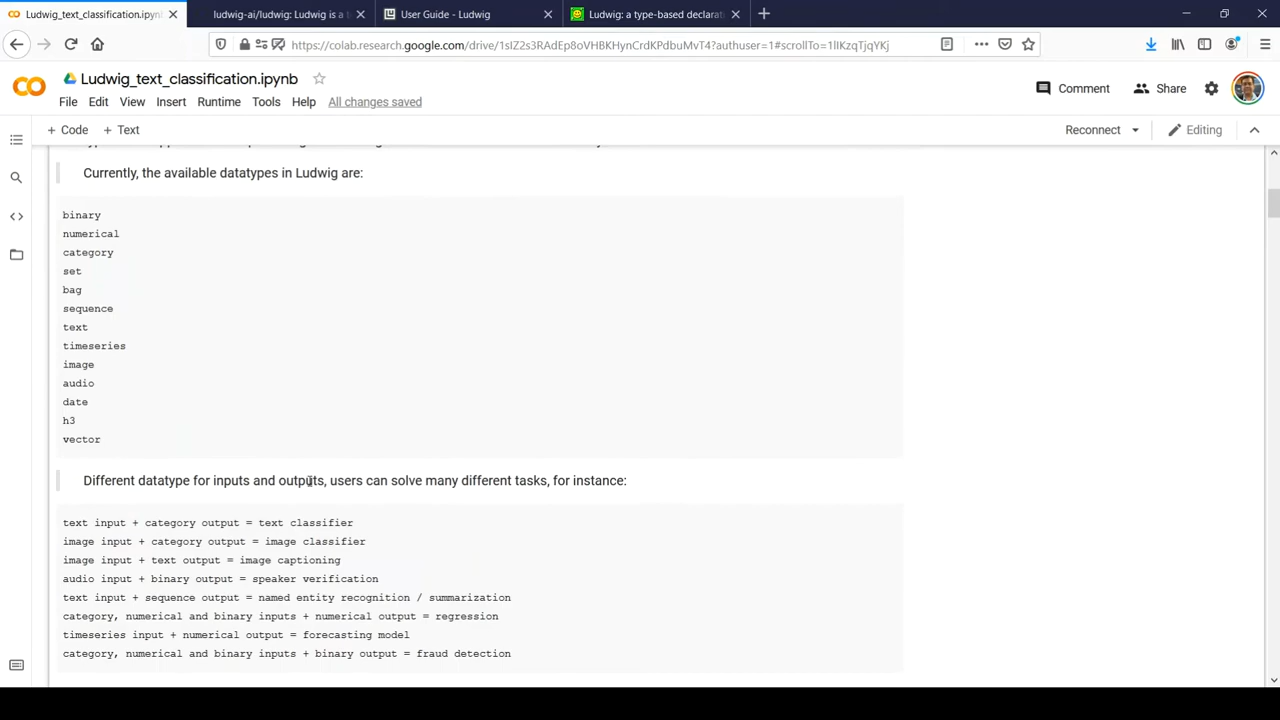 Ludwig_text_classification.ipynb
ludwig-ai/ludwig: Ludwig is a
User Guide - Ludwig
Ludwig: a type-based declarati
https://colab.research.google.com/drive/1slZ2s3RAdEp8oVHBKHynCrdKPdbuMvT4?authuser=1#scrollTo=1lIKzqTjqYKj
CO
Ludwig_text_classification.ipynb
File Edit View Insert Runtime Tools Help All changes saved
Comment Share
+ Code + Text
Reconnect Editing
Currently, the available datatypes in Ludwig are:
binary
numerical
category
set
bag
sequence
text
timeseries
image
audio
date
h3
vector
Different datatype for inputs and outputs, users can solve many different tasks, for instance:
text input + category output = text classifier
image input + category output = image classifier
image input + text output = image captioning
audio input + binary output = speaker verification
text input + sequence output = named entity recognition / summarization
category, numerical and binary inputs + numerical output = regression
timeseries input + numerical output = forecasting model
category, numerical and binary inputs + binary output = fraud detection